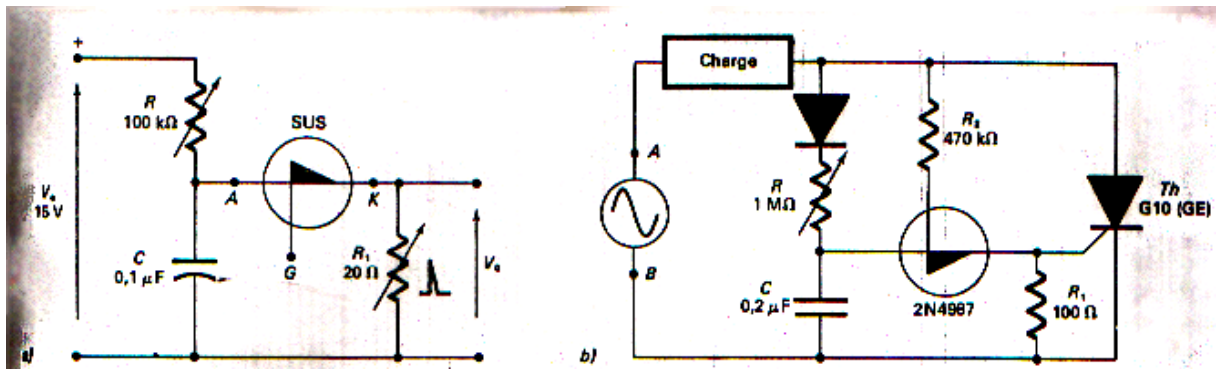 +
R
100 kΩ
SUS
A
K
V_e
15 V
C
0,1 µF
G
R₁
20 Ω
a)
Charge
A
B
R₂
470 kΩ
R
1 MΩ
Th
G10 (GE)
C
0,2 µF
2N4987
R₁
100 Ω
b)